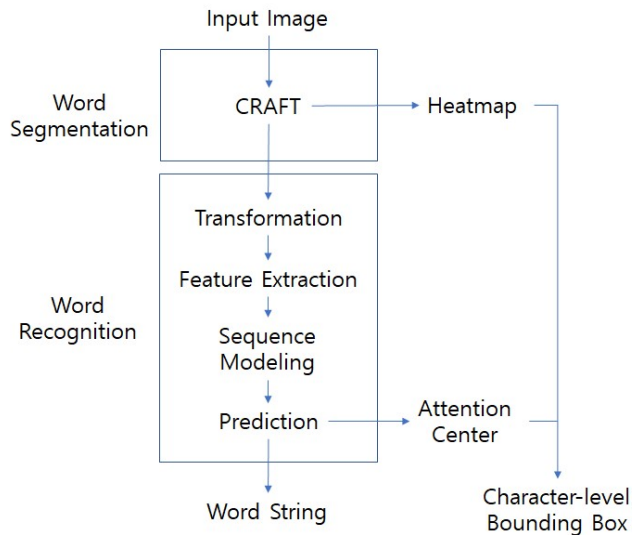 Input Image
Word
Segmentation
CRAFT
Heatmap
Word
Recognition
Transformation
Feature Extraction
Sequence
Modeling
Prediction
Attention
Center
Word String
Character-level
Bounding Box